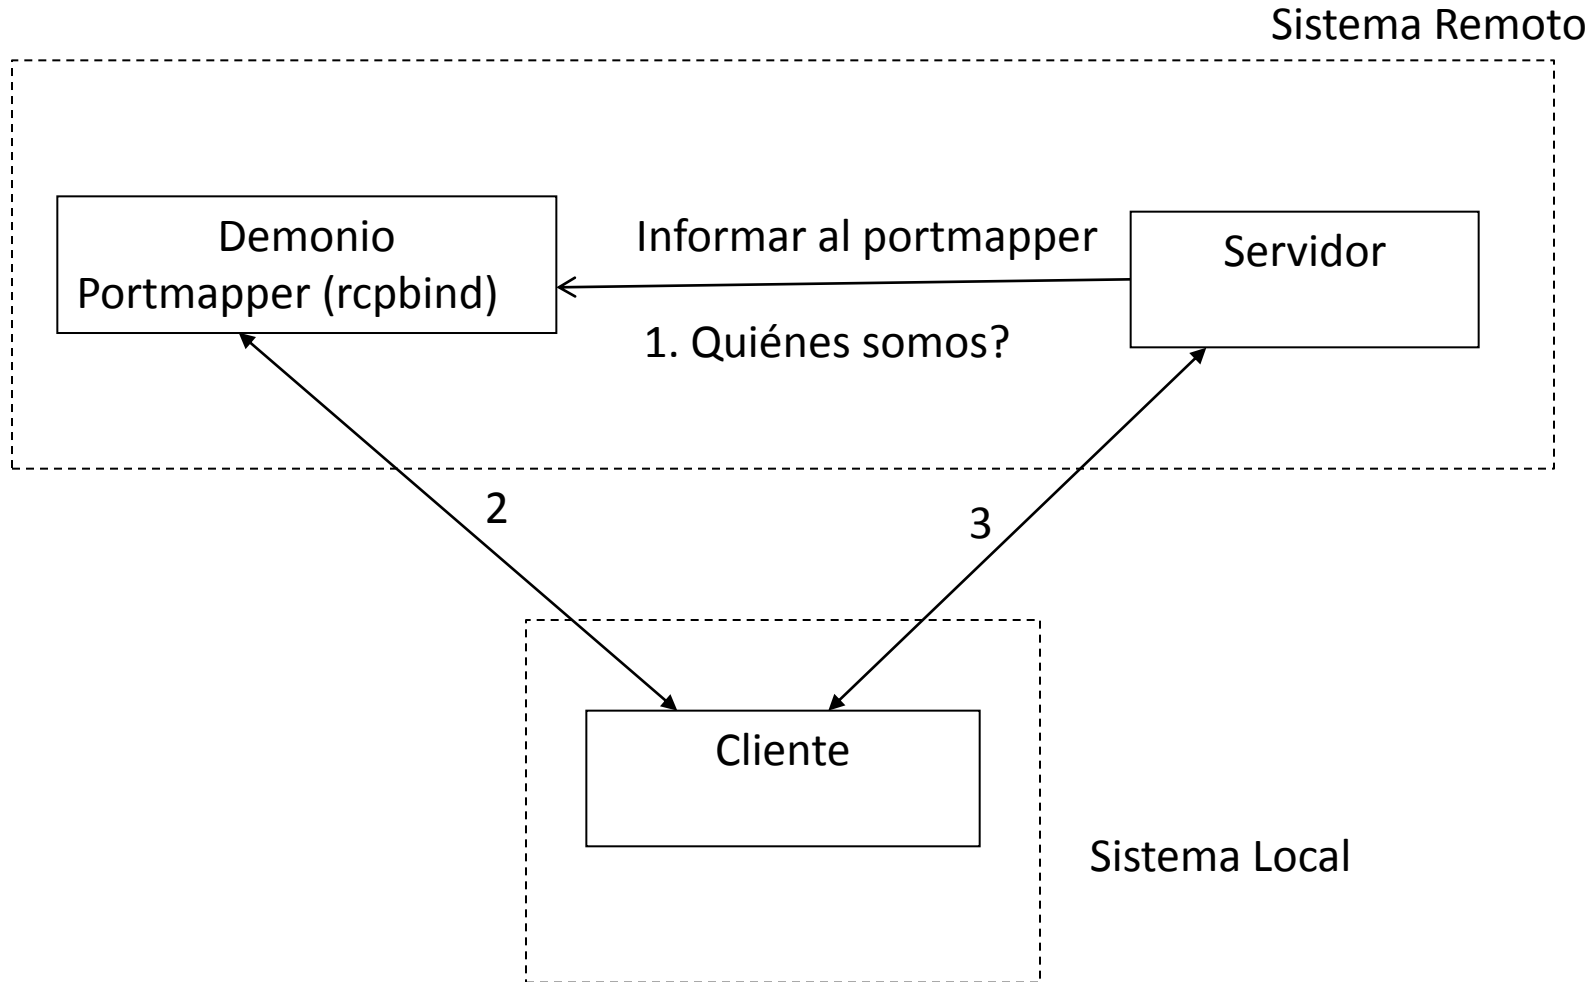 Sistema Remoto
Demonio
Portmapper (rcpbind)
Informar al portmapper
1. Quiénes somos?
Servidor
2
3
Cliente
Sistema Local